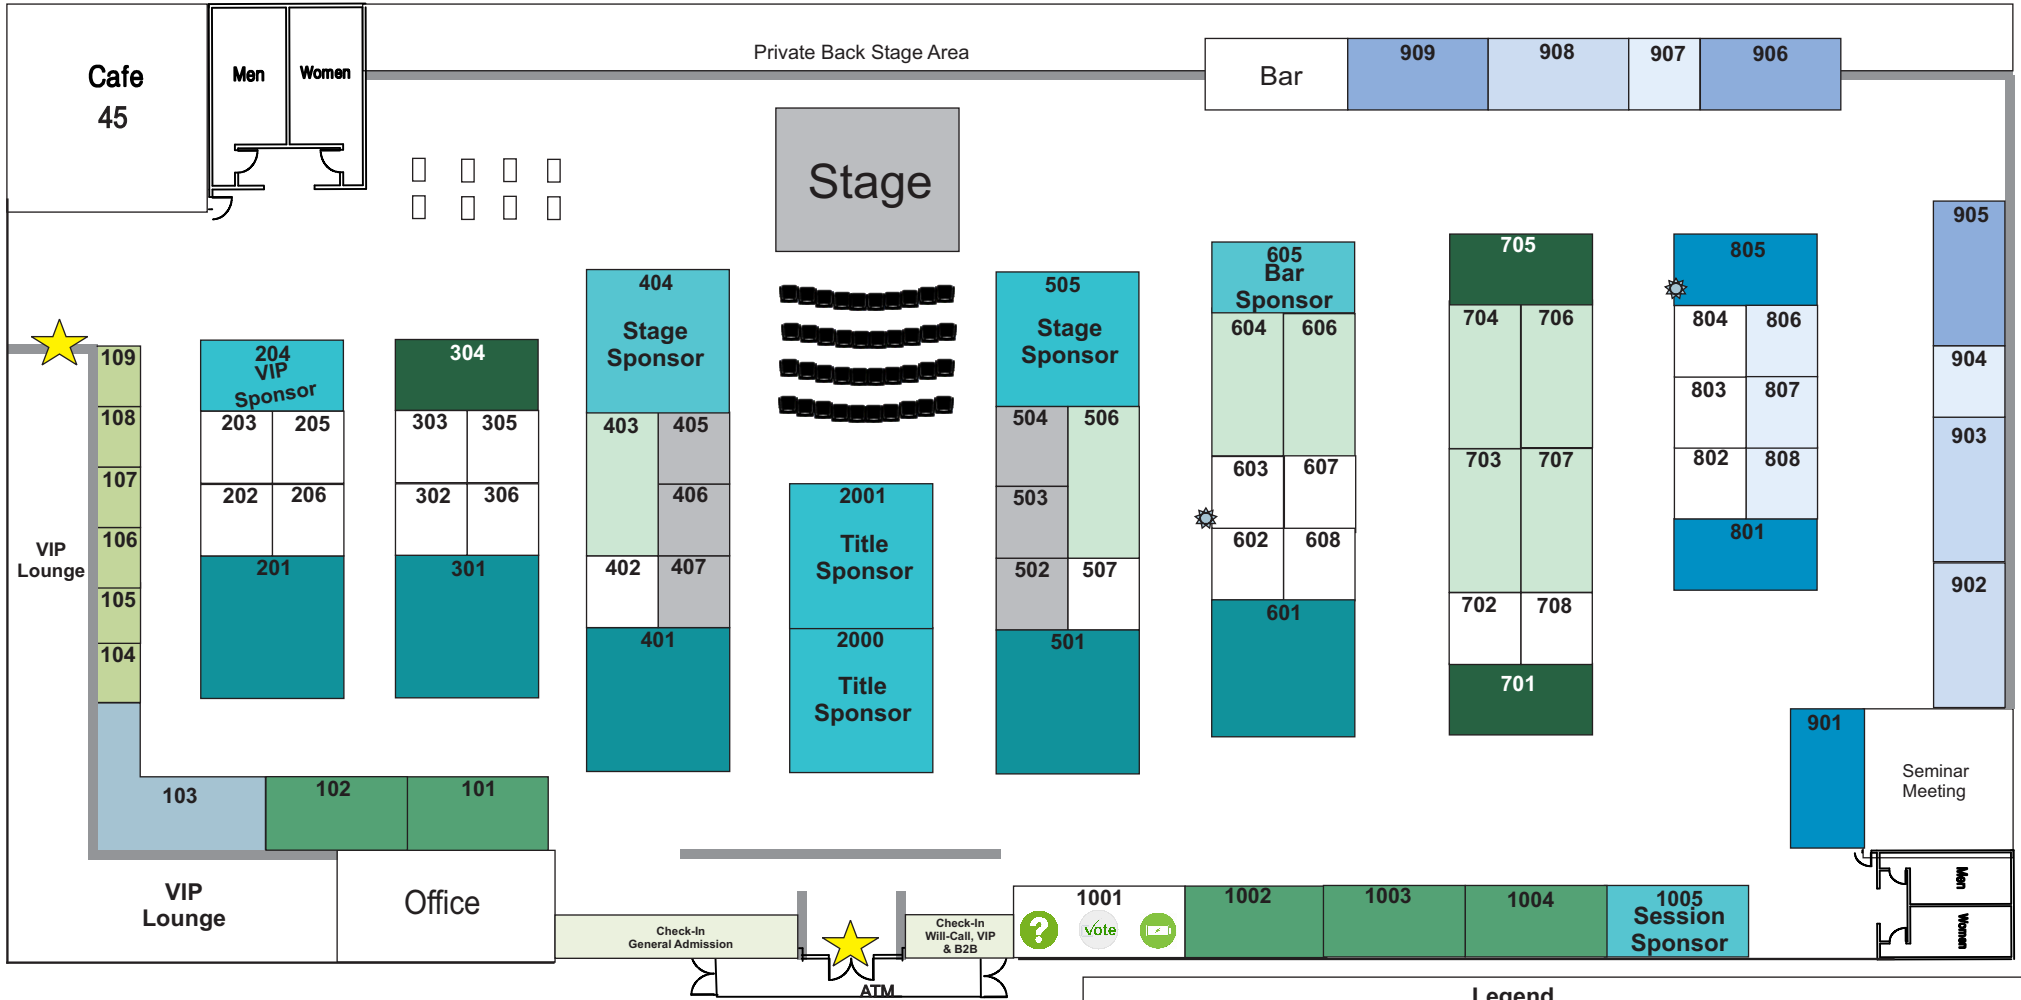 Private Back Stage Area
Cafe
45
Men
Women
Bar
909
908
907
906
Stage
905
904
903
902
109
108
107
106
105
104
103
102
101
VIP
Lounge
204
VIP
Sponsor
203
205
202
206
201
304
303
305
302
306
301
404
Stage
Sponsor
403
405
406
402
407
401
2001
Title
Sponsor
2000
Title
Sponsor
505
Stage
Sponsor
504
506
503
502
507
501
605
Bar
Sponsor
604
606
603
607
602
608
601
705
704
706
703
707
702
708
701
805
804
806
803
807
802
808
801
901
Seminar
Meeting
Men
Women
VIP
Lounge
Office
Check-In
General Admission
Check-In
Will-Call, VIP
& B2B
ATM
1001
?
vote
1002
1003
1004
1005
Session
Sponsor
Legend